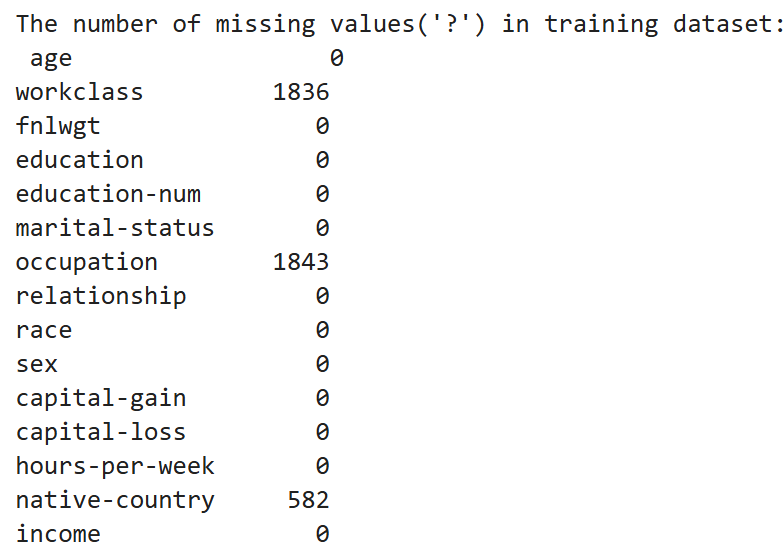 The number of missing values('?') in training dataset:
 age                  0
workclass         1836
fnlwgt               0
education            0
education-num        0
marital-status       0
occupation        1843
relationship         0
race                 0
sex                  0
capital-gain         0
capital-loss         0
hours-per-week       0
native-country     582
income               0